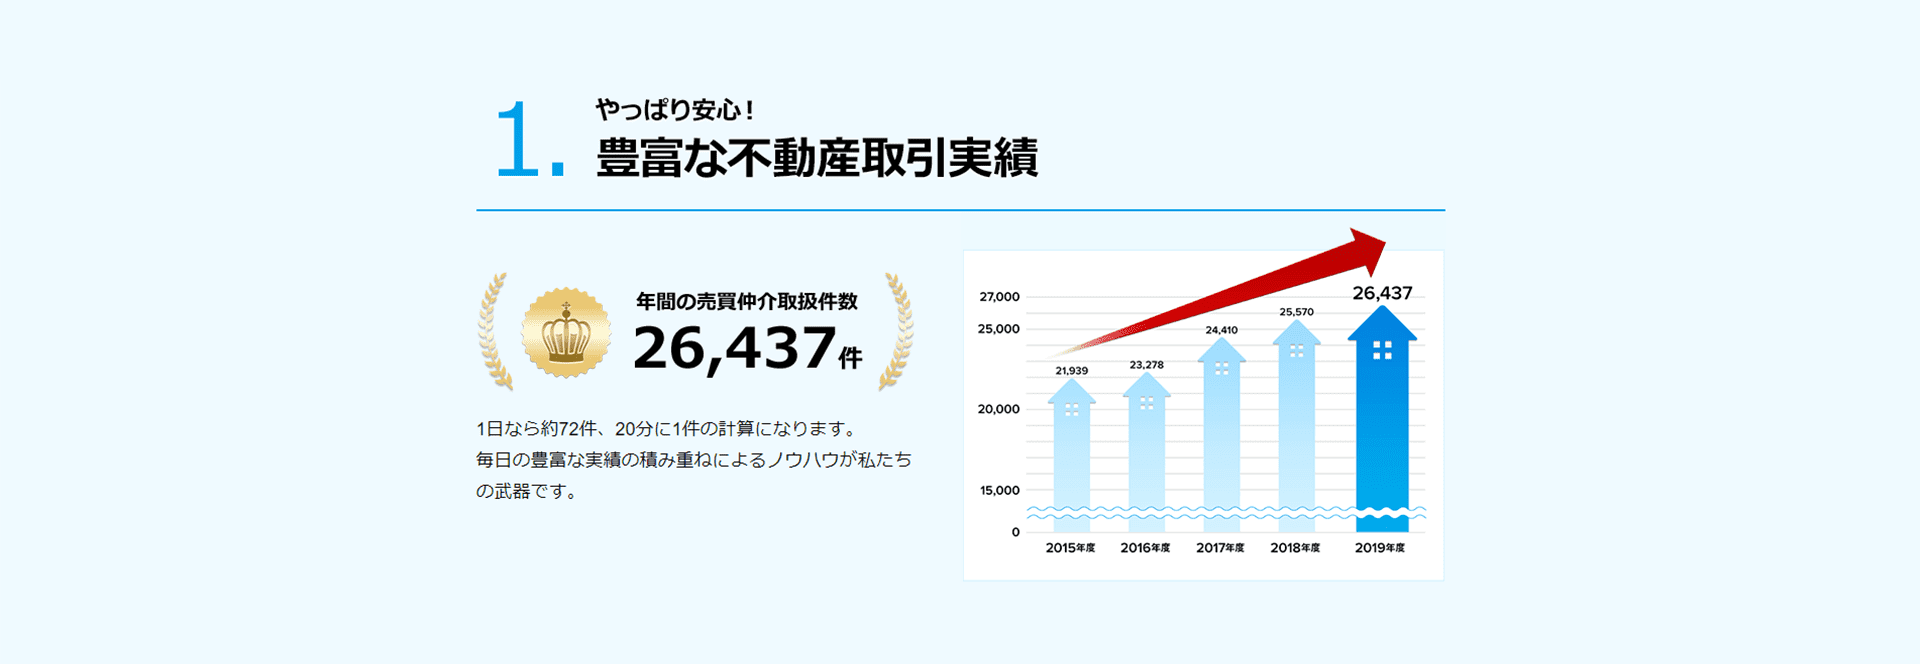 1.
やっぱり安心！
豊富な不動産取引実績
年間の売買仲介取扱件数
26,437件
1日なら約72件、20分に1件の計算になります。
毎日の豊富な実績の積み重ねによるノウハウが私たち
の武器です。
27,000
25,000
20,000
15,000
0
21,939
23,278
24,410
25,570
26,437
2015年度
2016年度
2017年度
2018年度
2019年度